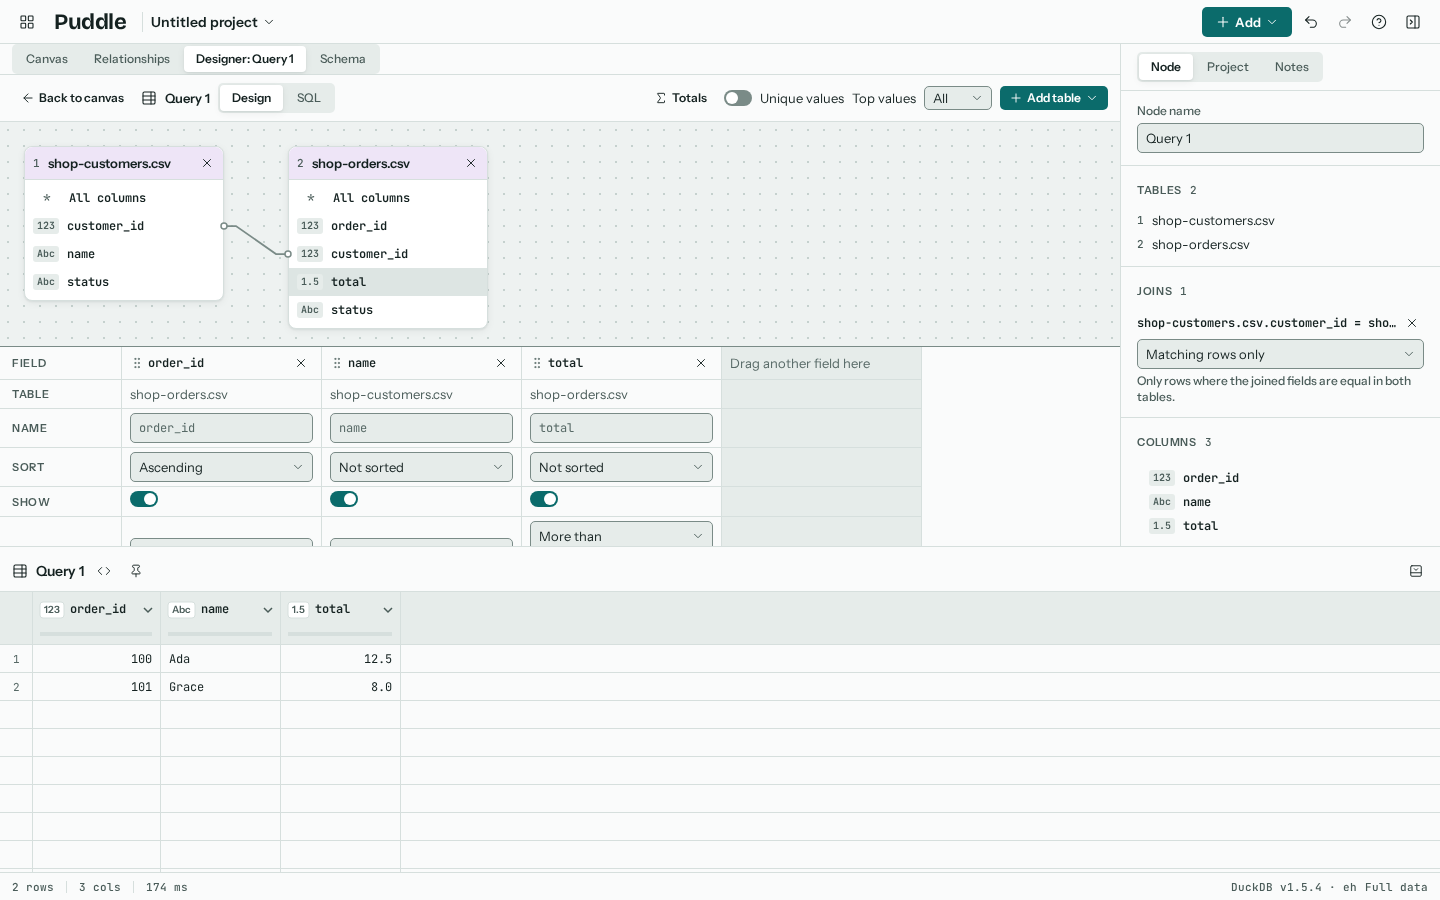 Puddle
Untitled project
Add
Canvas
Relationships
Designer: Query 1
Schema
Back to canvas
Query 1
Design
SQL
Totals
Unique values
Top values
All
Add table
1 shop-customers.csv
* All columns
123 customer_id
Abc name
Abc status
2 shop-orders.csv
* All columns
123 order_id
123 customer_id
1.5 total
Abc status
FIELD
order_id
name
total
Drag another field here
TABLE
shop-orders.csv
shop-customers.csv
shop-orders.csv
NAME
order_id
name
total
SORT
Ascending
Not sorted
Not sorted
SHOW
More than
Node
Project
Notes
Node name
Query 1
TABLES 2
1 shop-customers.csv
2 shop-orders.csv
JOINS 1
shop-customers.csv.customer_id = sho…
Matching rows only
Only rows where the joined fields are equal in both
tables.
COLUMNS 3
123 order_id
Abc name
1.5 total
Query 1
123 order_id
Abc name
1.5 total
1 100 Ada 12.5
2 101 Grace 8.0
2 rows
3 cols
174 ms
DuckDB v1.5.4 · eh Full data